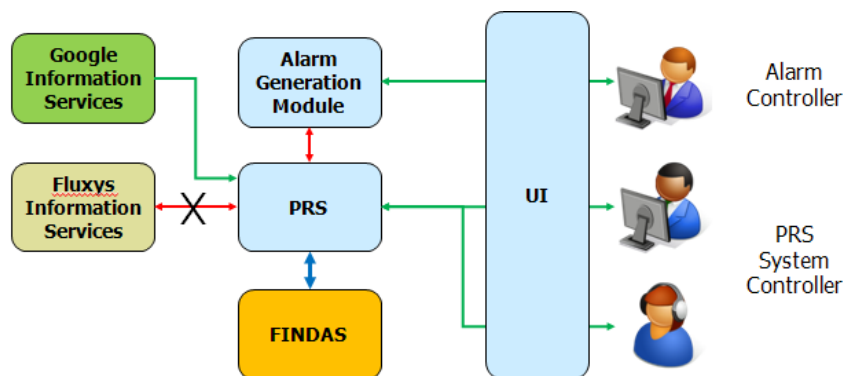 Google
Information
Services
Alarm
Generation
Module
Alarm
Controller
Fluxys
Information
Services
X
PRS
UI
PRS
System
Controller
FINDAS